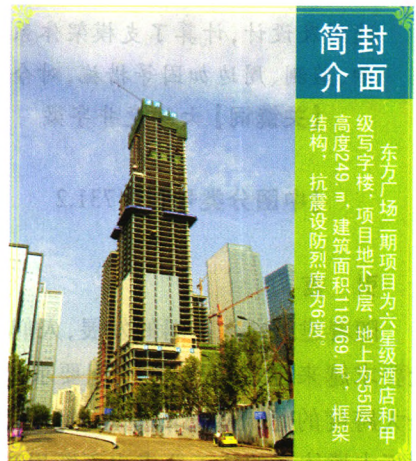 封面
简介
东方广场二期项目为六星级酒店和甲
级写字楼，项目地下5层，地上为55层，
高度249. m，建筑面积118769 ㎡，框架
结构，抗震设防烈度为6度。